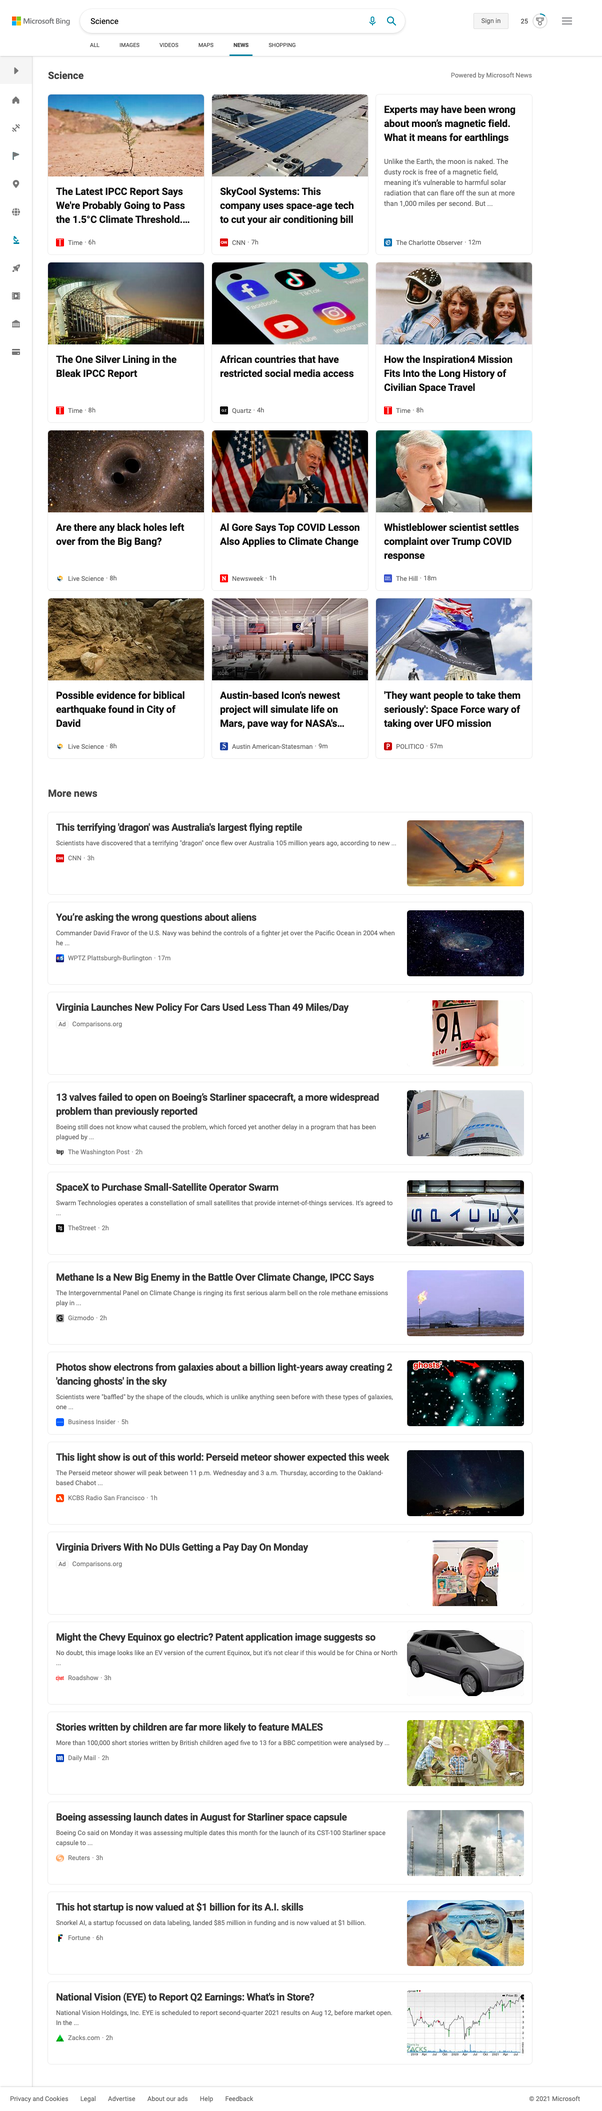 Microsoft Bing
Science
Sign in
25
ALL
IMAGES
VIDEOS
MAPS
NEWS
SHOPPING
Science
Powered by Microsoft News
The Latest IPCC Report Says
We're Probably Going to Pass
the 1.5°C Climate Threshold....
Time · 6h
SkyCool Systems: This
company uses space-age tech
to cut your air conditioning bill
CNN · 7h
Experts may have been wrong
about moon's magnetic field.
What it means for earthlings
Unlike the Earth, the moon is naked. The
dusty rock is free of a magnetic field,
meaning it's vulnerable to harmful solar
radiation that can flare off the sun at more
than 1,000 miles per second. But ...
The Charlotte Observer · 12m
The One Silver Lining in the
Bleak IPCC Report
Time · 8h
Facebook
TikTok
Twitter
YouTube
Instagram
African countries that have
restricted social media access
Quartz · 4h
How the Inspiration4 Mission
Fits Into the Long History of
Civilian Space Travel
Time · 8h
Are there any black holes left
over from the Big Bang?
Live Science · 8h
Al Gore Says Top COVID Lesson
Also Applies to Climate Change
Newsweek · 1h
Whistleblower scientist settles
complaint over Trump COVID
response
The Hill · 18m
Possible evidence for biblical
earthquake found in City of
David
Live Science · 8h
BIG
Austin-based Icon's newest
project will simulate life on
Mars, pave way for NASA's...
Austin American-Statesman · 9m
'They want people to take them
seriously': Space Force wary of
taking over UFO mission
POLITICO · 57m
More news
This terrifying 'dragon' was Australia's largest flying reptile
Scientists have discovered that a terrifying "dragon" once flew over Australia 105 million years ago, according to new ...
CNN · 3h
You're asking the wrong questions about aliens
Commander David Fravor of the U.S. Navy was behind the controls of a fighter jet over the Pacific Ocean in 2004 when
he ...
WPTZ Plattsburgh-Burlington · 17m
Virginia Launches New Policy For Cars Used Less Than 49 Miles/Day
Ad Comparisons.org
9A
ector
13 valves failed to open on Boeing's Starliner spacecraft, a more widespread
problem than previously reported
Boeing still does not know what caused the problem, which forced yet another delay in a program that has been
plagued by ...
The Washington Post · 2h
ULA
SpaceX to Purchase Small-Satellite Operator Swarm
Swarm Technologies operates a constellation of small satellites that provide internet-of-things services. It's agreed to
...
TheStreet · 2h
SPACEX
Methane Is a New Big Enemy in the Battle Over Climate Change, IPCC Says
The Intergovernmental Panel on Climate Change is ringing its first serious alarm bell on the role methane emissions
play in ...
Gizmodo · 2h
Photos show electrons from galaxies about a billion light-years away creating 2
'dancing ghosts' in the sky
Scientists were "baffled" by the shape of the clouds, which is unlike anything seen before with these types of galaxies,
one ...
Business Insider · 5h
ghosts'
This light show is out of this world: Perseid meteor shower expected this week
The Perseid meteor shower will peak between 11 p.m. Wednesday and 3 a.m. Thursday, according to the Oakland-
based Chabot ...
KCBS Radio San Francisco · 1h
Virginia Drivers With No DUIs Getting a Pay Day On Monday
Ad Comparisons.org
Might the Chevy Equinox go electric? Patent application image suggests so
No doubt, this image looks like an EV version of the current Equinox, but it's not clear if this would be for China or North
...
Roadshow · 3h
Stories written by children are far more likely to feature MALES
More than 100,000 short stories written by British children aged five to 13 for a BBC competition were analysed by ...
Daily Mail · 2h
Boeing assessing launch dates in August for Starliner space capsule
Boeing Co said on Monday it was assessing multiple dates this month for the launch of its CST-100 Starliner space
capsule to ...
Reuters · 3h
This hot startup is now valued at $1 billion for its A.I. skills
Snorkel AI, a startup focussed on data labeling, landed $85 million in funding and is now valued at $1 billion.
Fortune · 6h
National Vision (EYE) to Report Q2 Earnings: What's in Store?
National Vision Holdings, Inc. EYE is scheduled to report second-quarter 2021 results on Aug 12, before market open.
In the ...
Zacks.com · 2h
ZACKS
Privacy and Cookies
Legal
Advertise
About our ads
Help
Feedback
© 2021 Microsoft